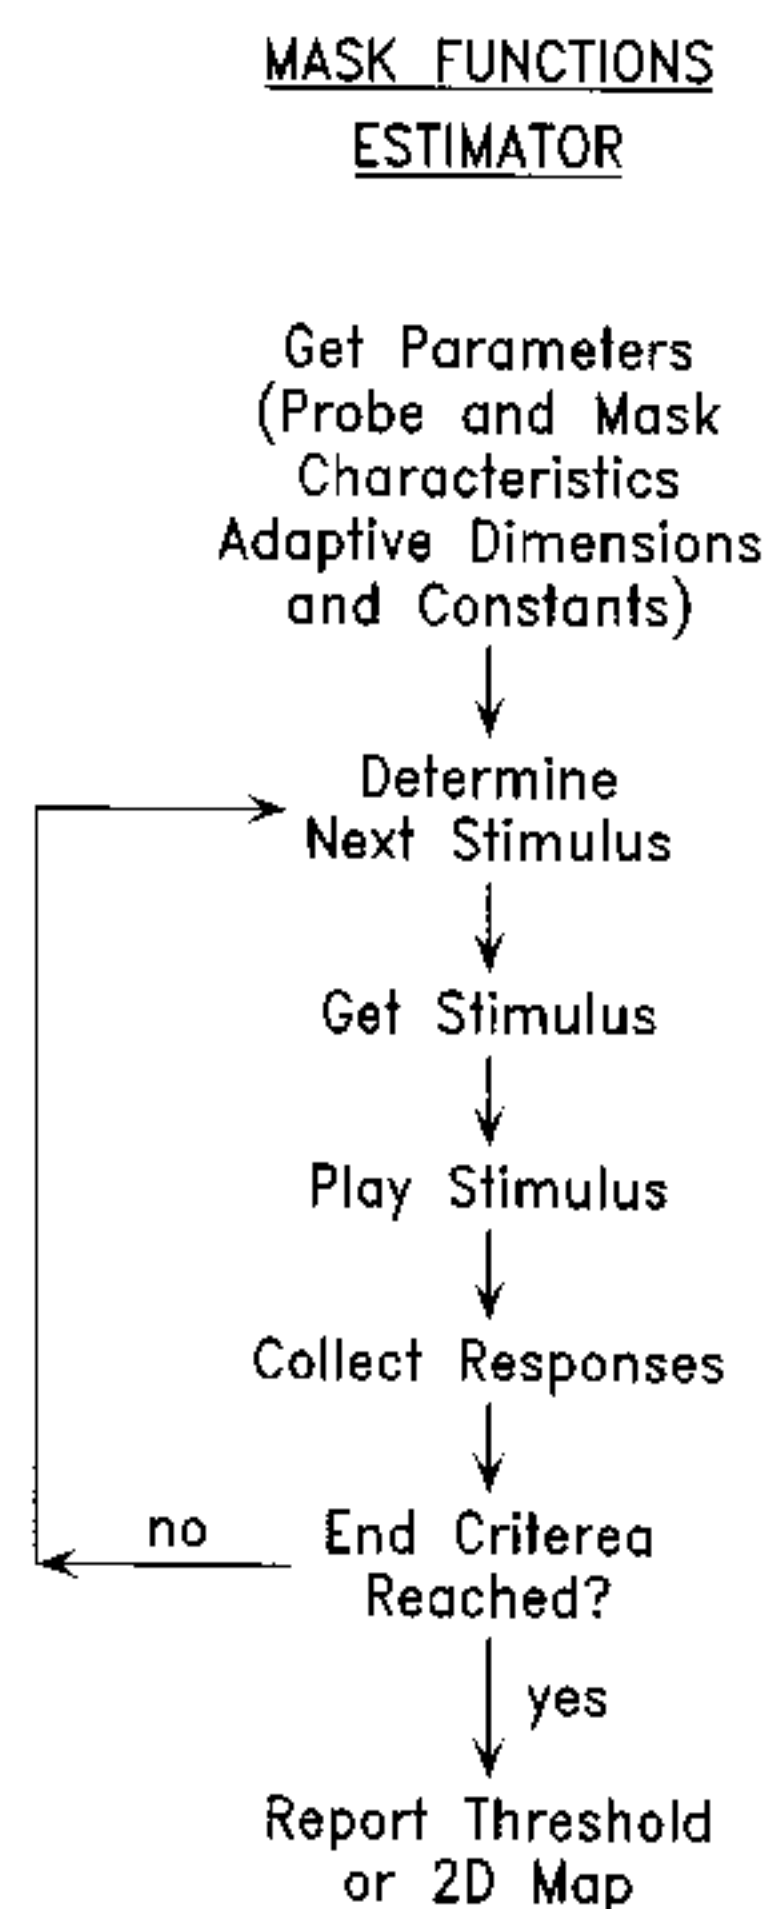 MASK FUNCTIONS
ESTIMATOR
Get Parameters
(Probe and Mask
Characteristics
Adaptive Dimensions
and Constants)
Determine
Next Stimulus
Get Stimulus
Play Stimulus
Collect Responses
no
End Criterea
Reached?
yes
Report Threshold
or 2D Map